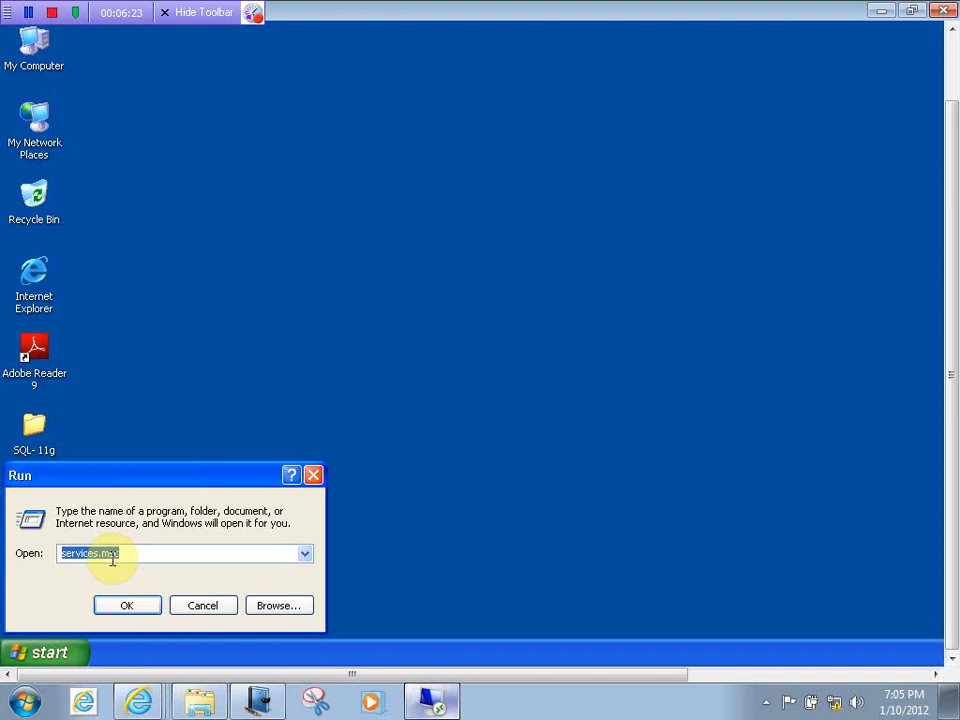 00:06:23
Hide Toolbar
My Computer
My Network
Places
Recycle Bin
Internet
Explorer
Adobe Reader
9
SQL- 11g
Run
Type the name of a program, folder, document, or
Internet resource, and Windows will open it for you.
Open:
services.msc
OK
Cancel
Browse...
start
7:05 PM
1/10/2012